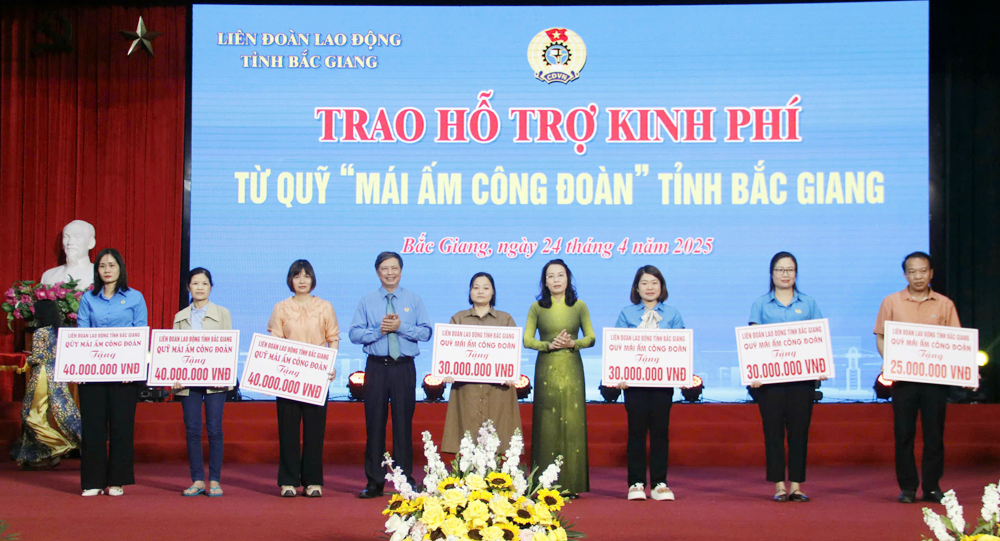 LIÊN ĐOÀN LAO ĐỘNG
TỈNH BẮC GIANG
CĐVN
TRAO HỖ TRỢ KINH PHÍ
TỪ QUỸ “MÁI ẤM CÔNG ĐOÀN” TỈNH BẮC GIANG
Bắc Giang, ngày 24 tháng 4 năm 2025
LIÊN ĐOÀN LAO ĐỘNG TỈNH BẮC GIANG
QUỸ MÁI ẤM CÔNG ĐOÀN
Tặng
40.000.000 VNĐ
LIÊN ĐOÀN LAO ĐỘNG TỈNH BẮC GIANG
QUỸ MÁI ẤM CÔNG ĐOÀN
Tặng
40.000.000 VNĐ
LIÊN ĐOÀN LAO ĐỘNG TỈNH BẮC GIANG
QUỸ MÁI ẤM CÔNG ĐOÀN
Tặng
40.000.000 VNĐ
LIÊN ĐOÀN LAO ĐỘNG TỈNH BẮC GIANG
QUỸ MÁI ẤM CÔNG ĐOÀN
Tặng
30.000.000 VNĐ
LIÊN ĐOÀN LAO ĐỘNG TỈNH BẮC GIANG
QUỸ MÁI ẤM CÔNG ĐOÀN
Tặng
30.000.000 VNĐ
LIÊN ĐOÀN LAO ĐỘNG TỈNH BẮC GIANG
QUỸ MÁI ẤM CÔNG ĐOÀN
Tặng
30.000.000 VNĐ
LIÊN ĐOÀN LAO ĐỘNG TỈNH BẮC GIANG
QUỸ MÁI ẤM CÔNG ĐOÀN
Tặng
25.000.000 VNĐ